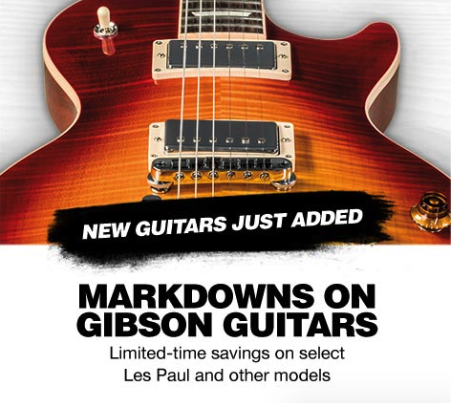 NEW GUITARS JUST ADDED
MARKDOWNS ON
GIBSON GUITARS
Limited-time savings on select
Les Paul and other models